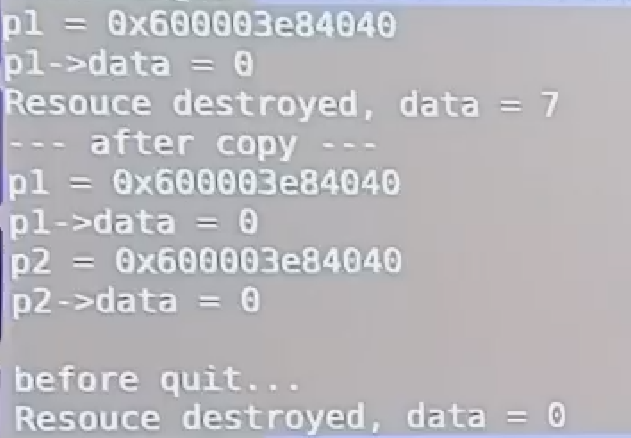 p1 = 0x600003e84040
p1->data = 0
Resouce destroyed, data = 7
--- after copy ---
p1 = 0x600003e84040
p1->data = 0
p2 = 0x600003e84040
p2->data = 0
before quit...
Resouce destroyed, data = 0